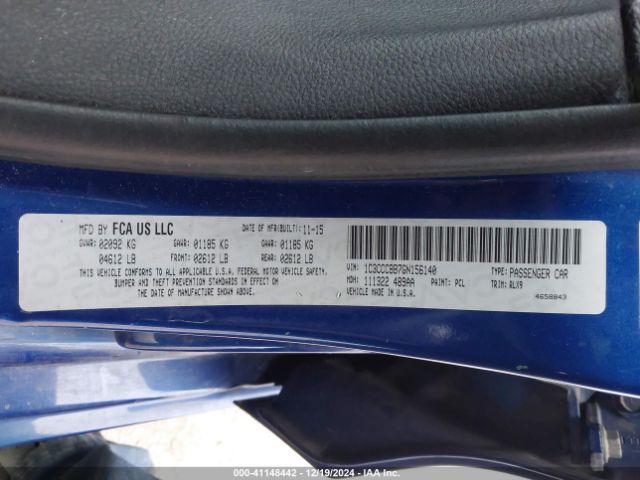 MFD BY FCA US LLC DATE OF MFR(BUILT): 11-15
GVWR: 02092 KG GAWR: 01185 KG GAWR: 01185 KG
04612 LB FRONT: 02612 LB REAR: 02612 LB
THIS VEHICLE CONFORMS TO ALL APPLICABLE U.S.A. FEDERAL MOTOR VEHICLE SAFETY,
BUMPER AND THEFT PREVENTION STANDARDS IN EFFECT ON
THE DATE OF MANUFACTURE SHOWN ABOVE.
VIN: 1C3CCCBB7GN156140 TYPE: PASSENGER CAR
MDH: 111322 489AA PAINT: PCL TRIM: RLX9
VEHICLE MADE IN U.S.A. 4658843
000-41148442 • 12/19/2024 • IAAI.com